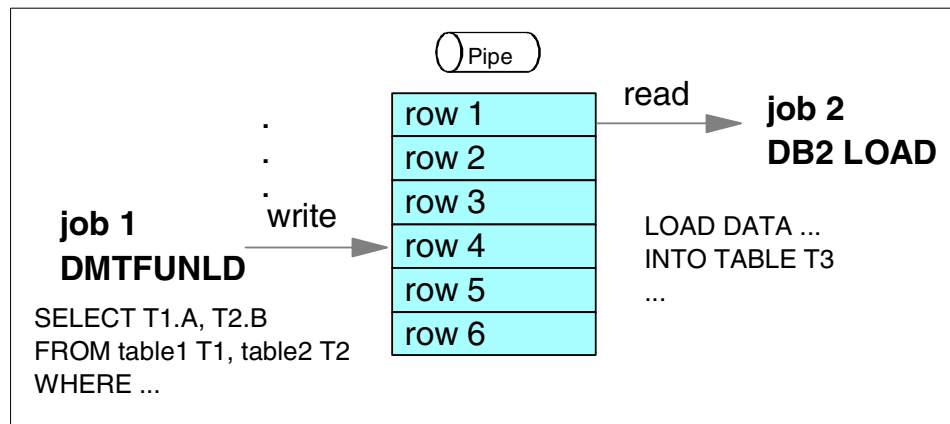 Pipe
row 1
row 2
row 3
row 4
row 5
row 6
.
.
.
write
read
job 1
DMTFUNLD
SELECT T1.A, T2.B
FROM table1 T1, table2 T2
WHERE ...
job 2
DB2 LOAD
LOAD DATA ...
INTO TABLE T3
...